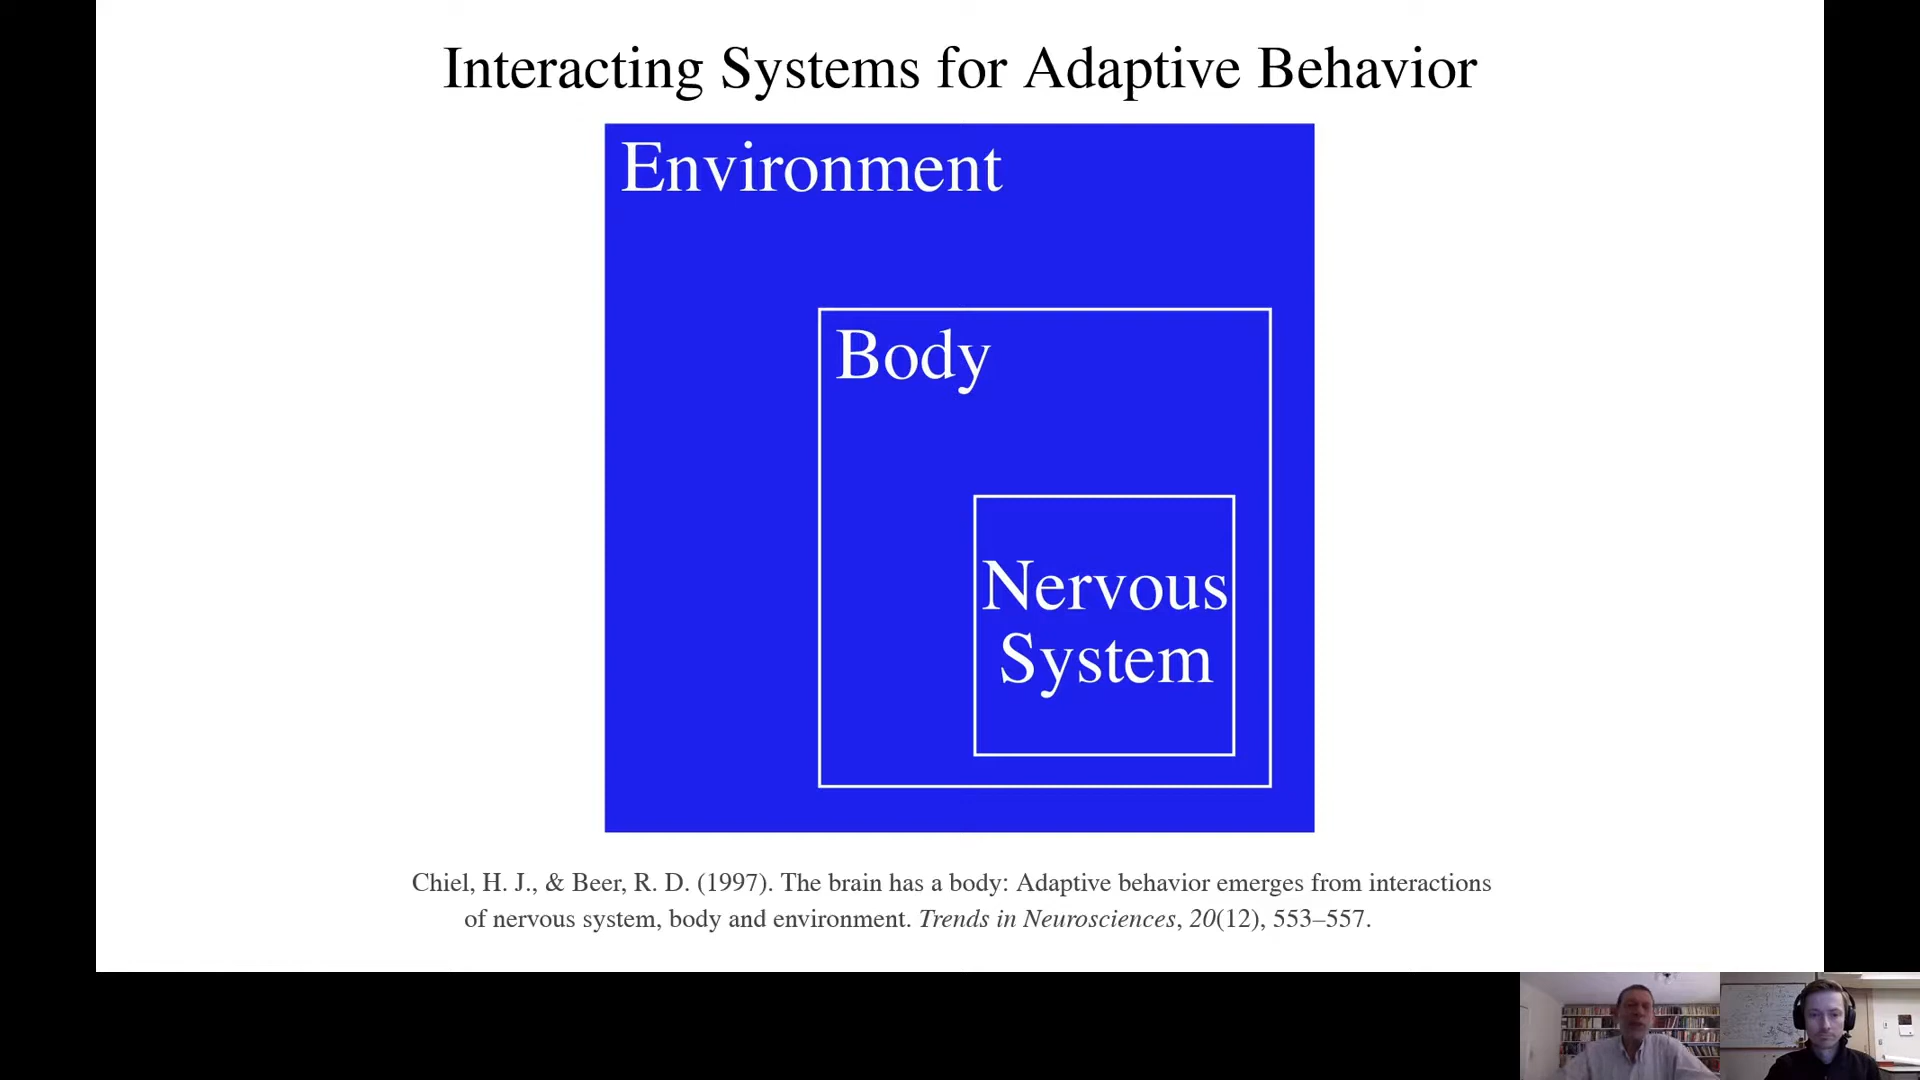 Interacting Systems for Adaptive Behavior
Environment
Body
Nervous
System
Chiel, H. J., & Beer, R. D. (1997). The brain has a body: Adaptive behavior emerges from interactions
of nervous system, body and environment. Trends in Neurosciences, 20(12), 553–557.